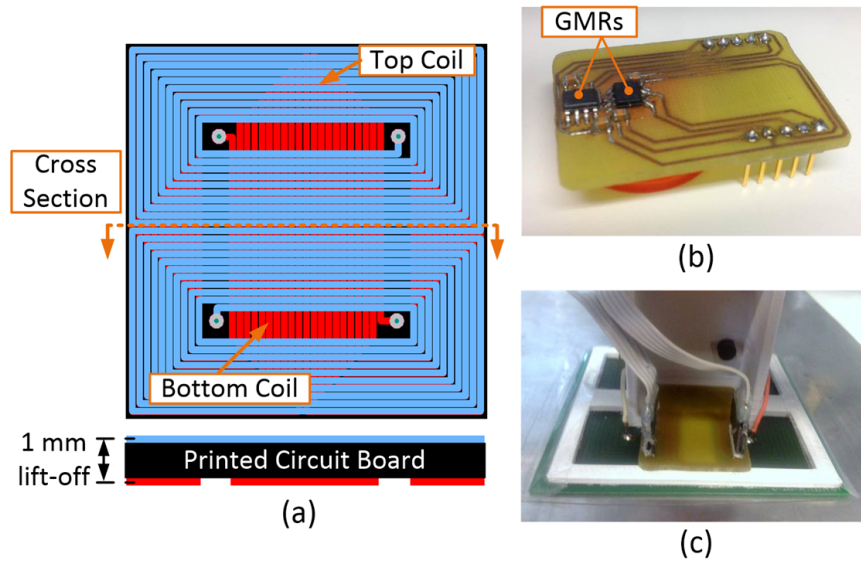 Top Coil
Cross
Section
Bottom Coil
1 mm
lift-off
Printed Circuit Board
(a)
GMRs
(b)
(c)